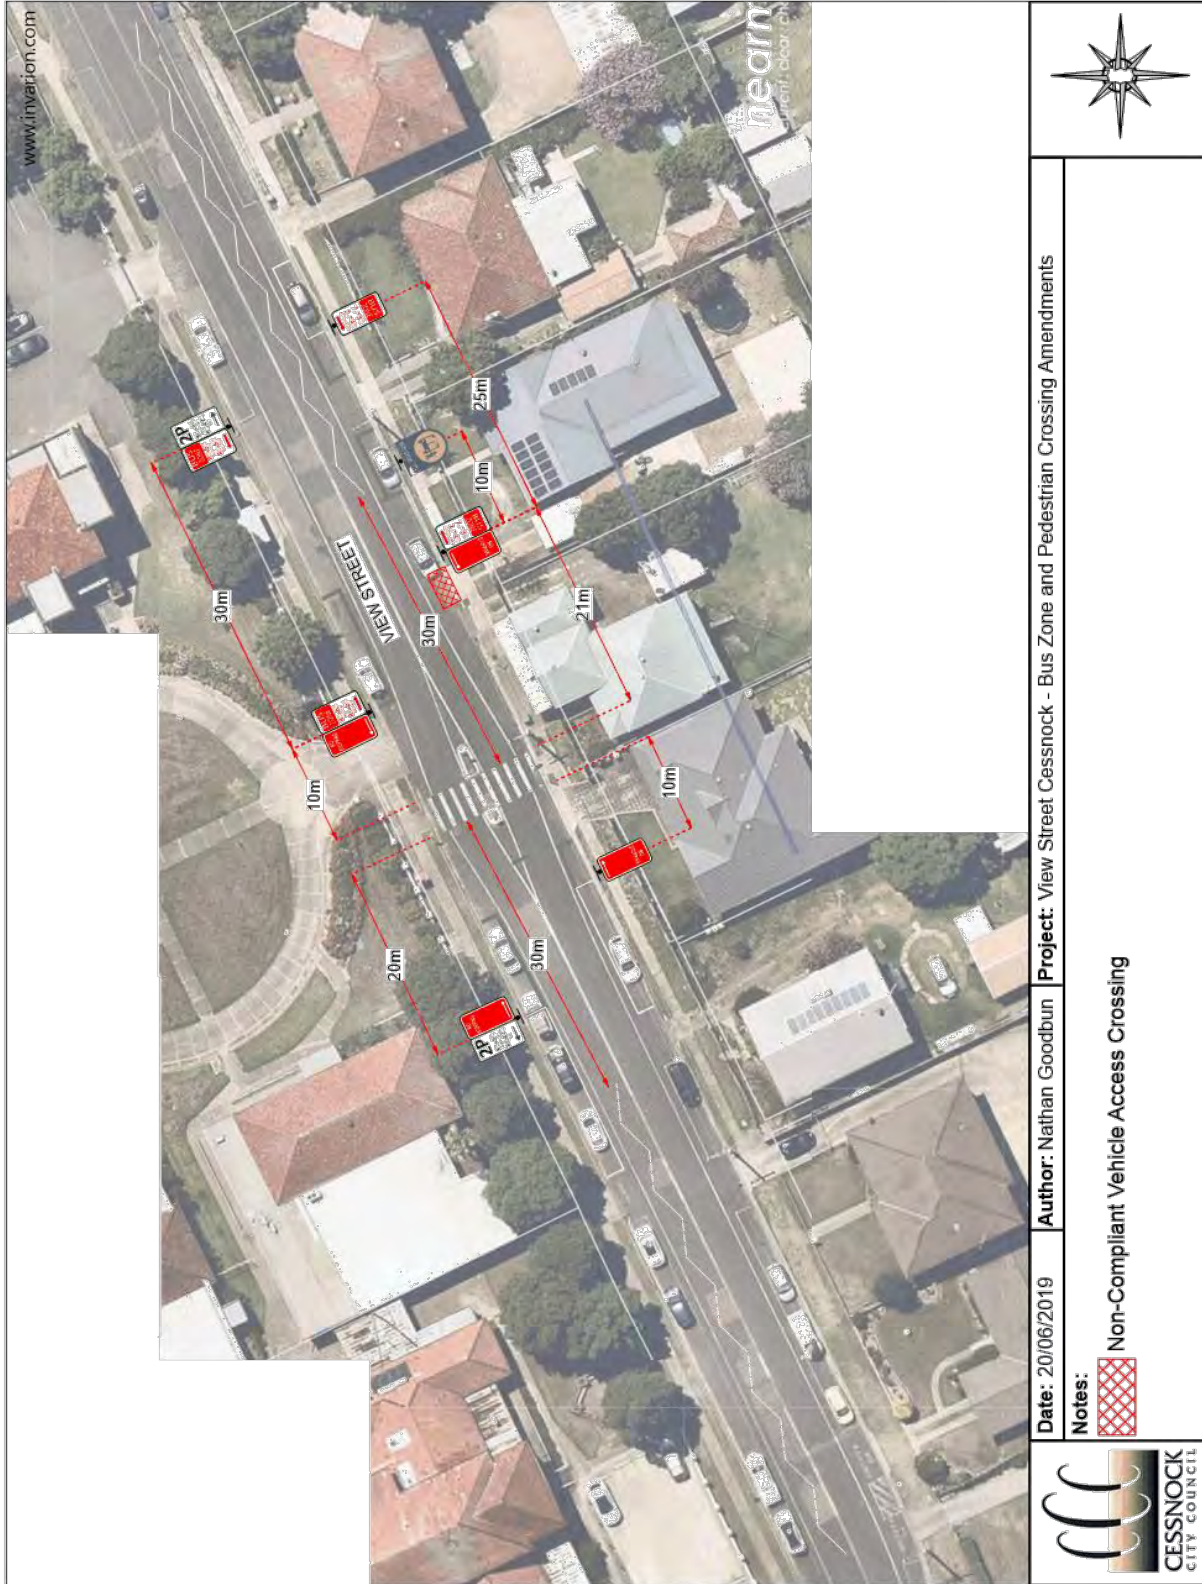 www.invarion.com
nearm
2P
30m
10m
20m
2P
VIEW STREET
30m
30m
25m
10m
21m
10m
CESSNOCK
CITY COUNCIL
Date: 20/06/2019
Author: Nathan Goodbun
Project: View Street Cessnock - Bus Zone and Pedestrian Crossing Amendments
Notes:
Non-Compliant Vehicle Access Crossing